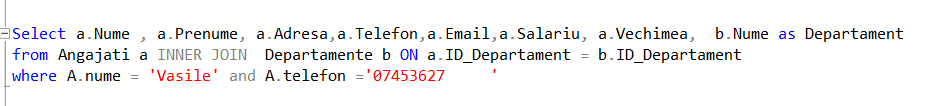 Select a.Nume , a.Prenume, a.Adresa,a.Telefon,a.Email,a.Salariu, a.Vechimea,  b.Nume as Departament
from Angajati a INNER JOIN  Departamente b ON a.ID_Departament = b.ID_Departament
where A.nume = 'Vasile' and A.telefon ='07453627      '